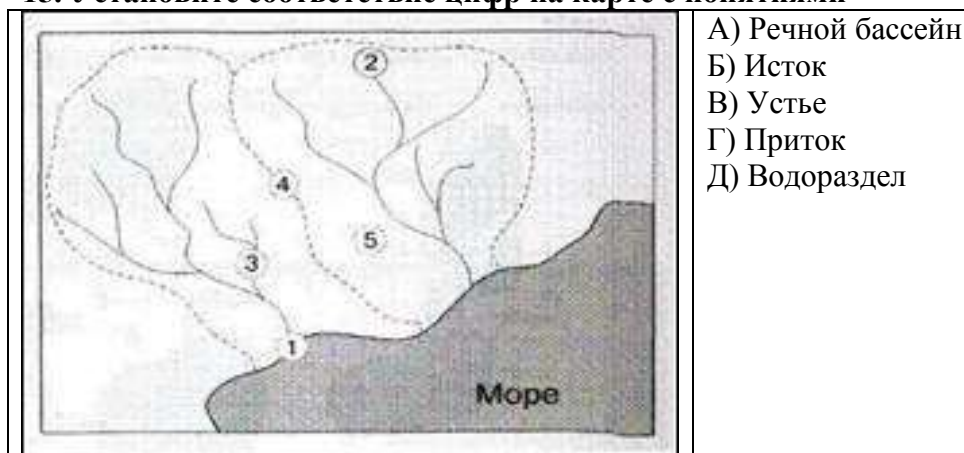 А) Речной бассейн
Б) Исток
В) Устье
Г) Приток
Д) Водораздел
2
4
5
3
1
Море